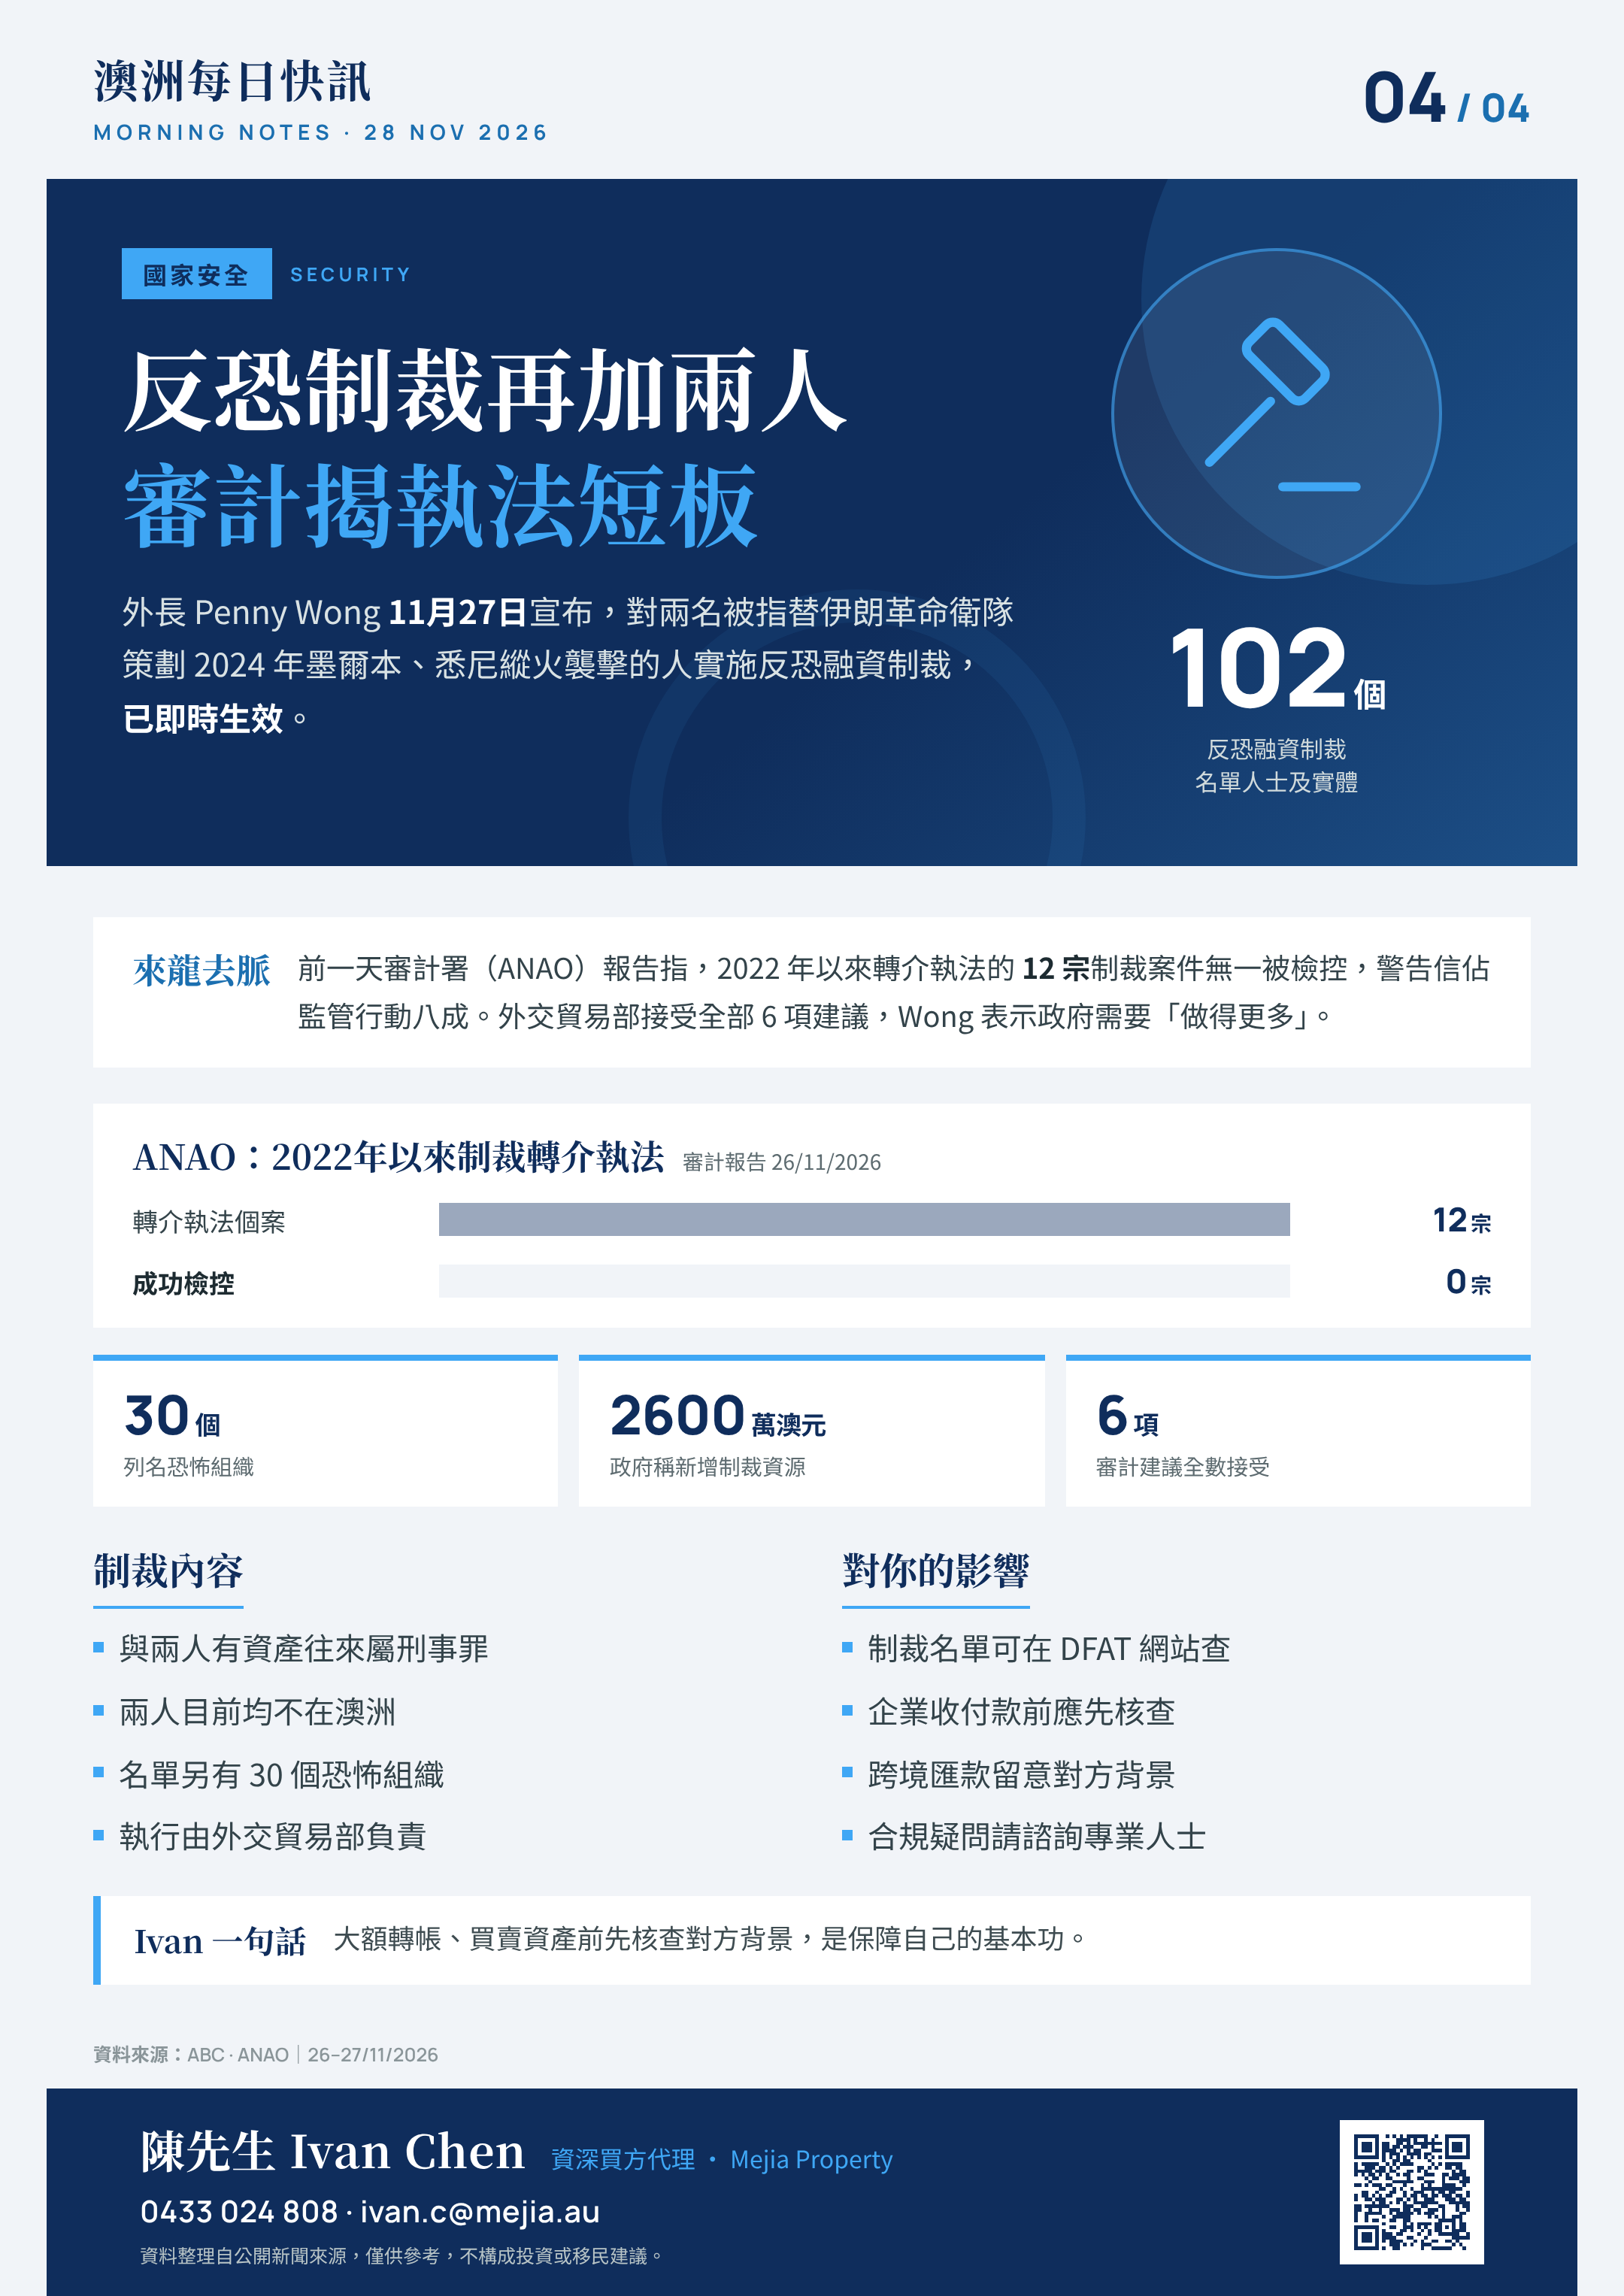 澳洲每日快訊
MORNING NOTES · 28 NOV 2026
04 / 04
國家安全 SECURITY
反恐制裁再加兩人
審計揭執法短板
外長 Penny Wong 11月27日宣布，對兩名被指替伊朗革命衛隊
策劃 2024 年墨爾本、悉尼縱火襲擊的人實施反恐融資制裁，
已即時生效。
102個
反恐融資制裁
名單人士及實體
來龍去脈 前一天審計署（ANAO）報告指，2022 年以來轉介執法的 12 宗制裁案件無一被檢控，警告信佔
監管行動八成。外交貿易部接受全部 6 項建議，Wong 表示政府需要「做得更多」。
ANAO：2022年以來制裁轉介執法 審計報告 26/11/2026
轉介執法個案 12宗
成功檢控 0宗
30個
列名恐怖組織
2600萬澳元
政府稱新增制裁資源
6項
審計建議全數接受
制裁內容
與兩人有資產往來屬刑事罪
兩人目前均不在澳洲
名單另有 30 個恐怖組織
執行由外交貿易部負責
對你的影響
制裁名單可在 DFAT 網站查
企業收付款前應先核查
跨境匯款留意對方背景
合規疑問請諮詢專業人士
Ivan 一句話 大額轉帳、買賣資產前先核查對方背景，是保障自己的基本功。
資料來源：ABC · ANAO｜26–27/11/2026
陳先生 Ivan Chen 資深買方代理 · Mejia Property
0433 024 808 · ivan.c@mejia.au
資料整理自公開新聞來源，僅供參考，不構成投資或移民建議。